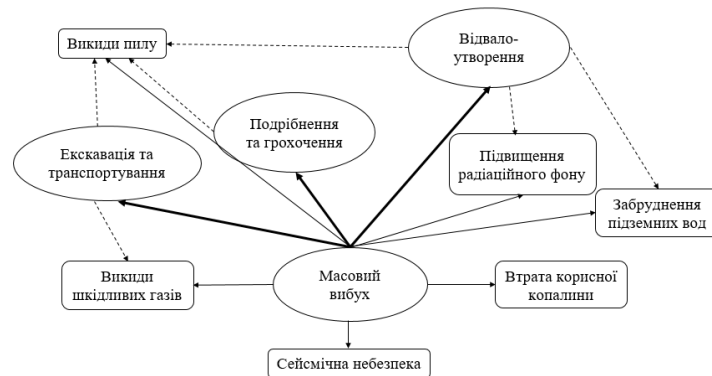 Викиди пилу
Відвало-
утворення
Подрібнення
та грохочення
Екскавація та
транспортування
Підвищення
радіаційного фону
Забруднення
підземних вод
Викиди
шкідливих газів
Масовий
вибух
Втрата корисної
копалини
Сейсмічна небезпека